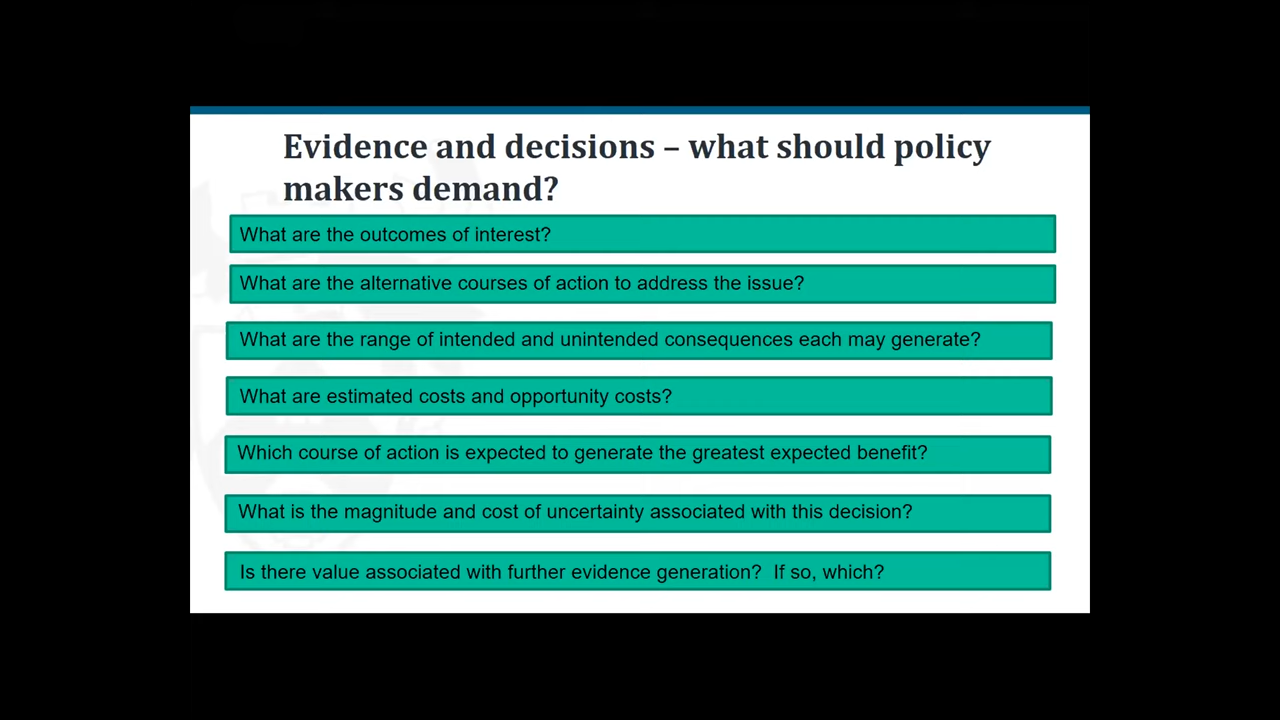 Evidence and decisions – what should policy
makers demand?
What are the outcomes of interest?
What are the alternative courses of action to address the issue?
What are the range of intended and unintended consequences each may generate?
What are estimated costs and opportunity costs?
Which course of action is expected to generate the greatest expected benefit?
What is the magnitude and cost of uncertainty associated with this decision?
Is there value associated with further evidence generation?  If so, which?